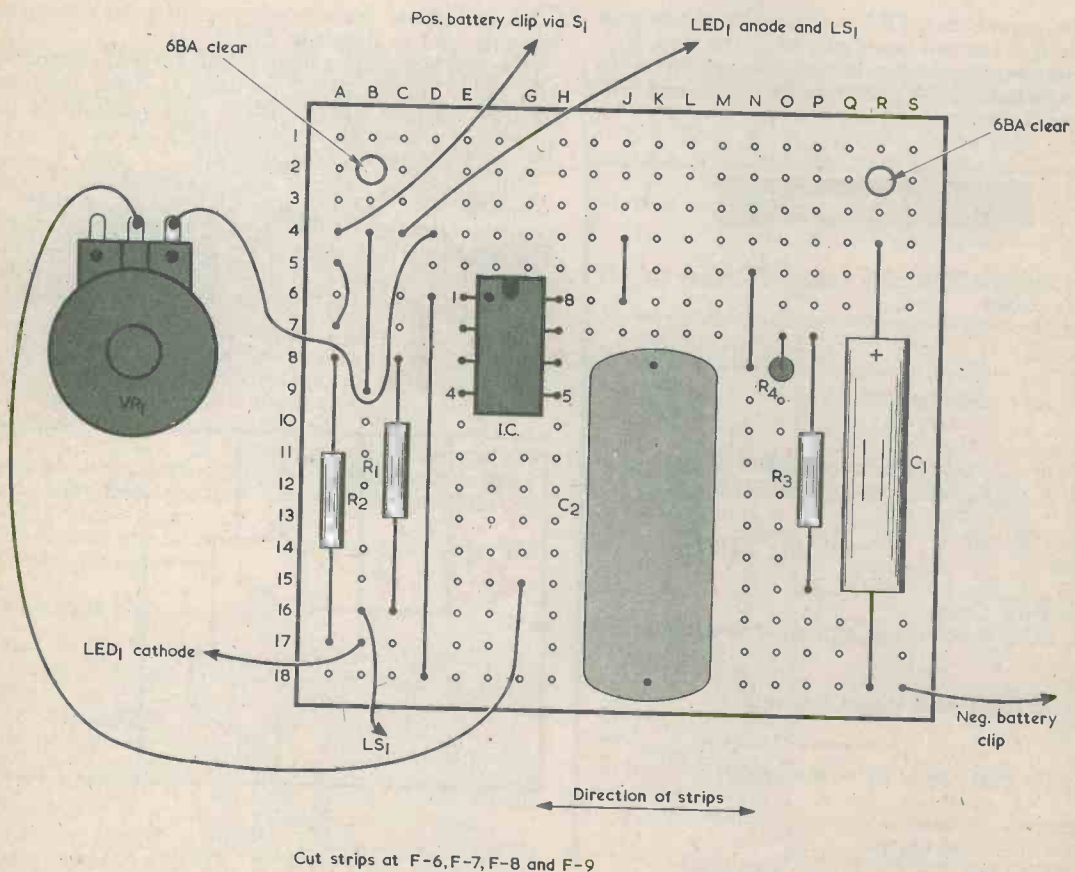 Pos. battery clip via S1
LED1 anode and LS1
6BA clear
6BA clear
A B C D E G H J K L M N O P Q R S
1
2
3
4
5
6
7
8
9
10
11
12
13
14
15
16
17
18
VR1
1 8
4 5
I.C.
R2
R1
C2
R4
R3
+
C1
LED1 cathode
LS1
Neg. battery
clip
Direction of strips
Cut strips at F-6, F-7, F-8 and F-9